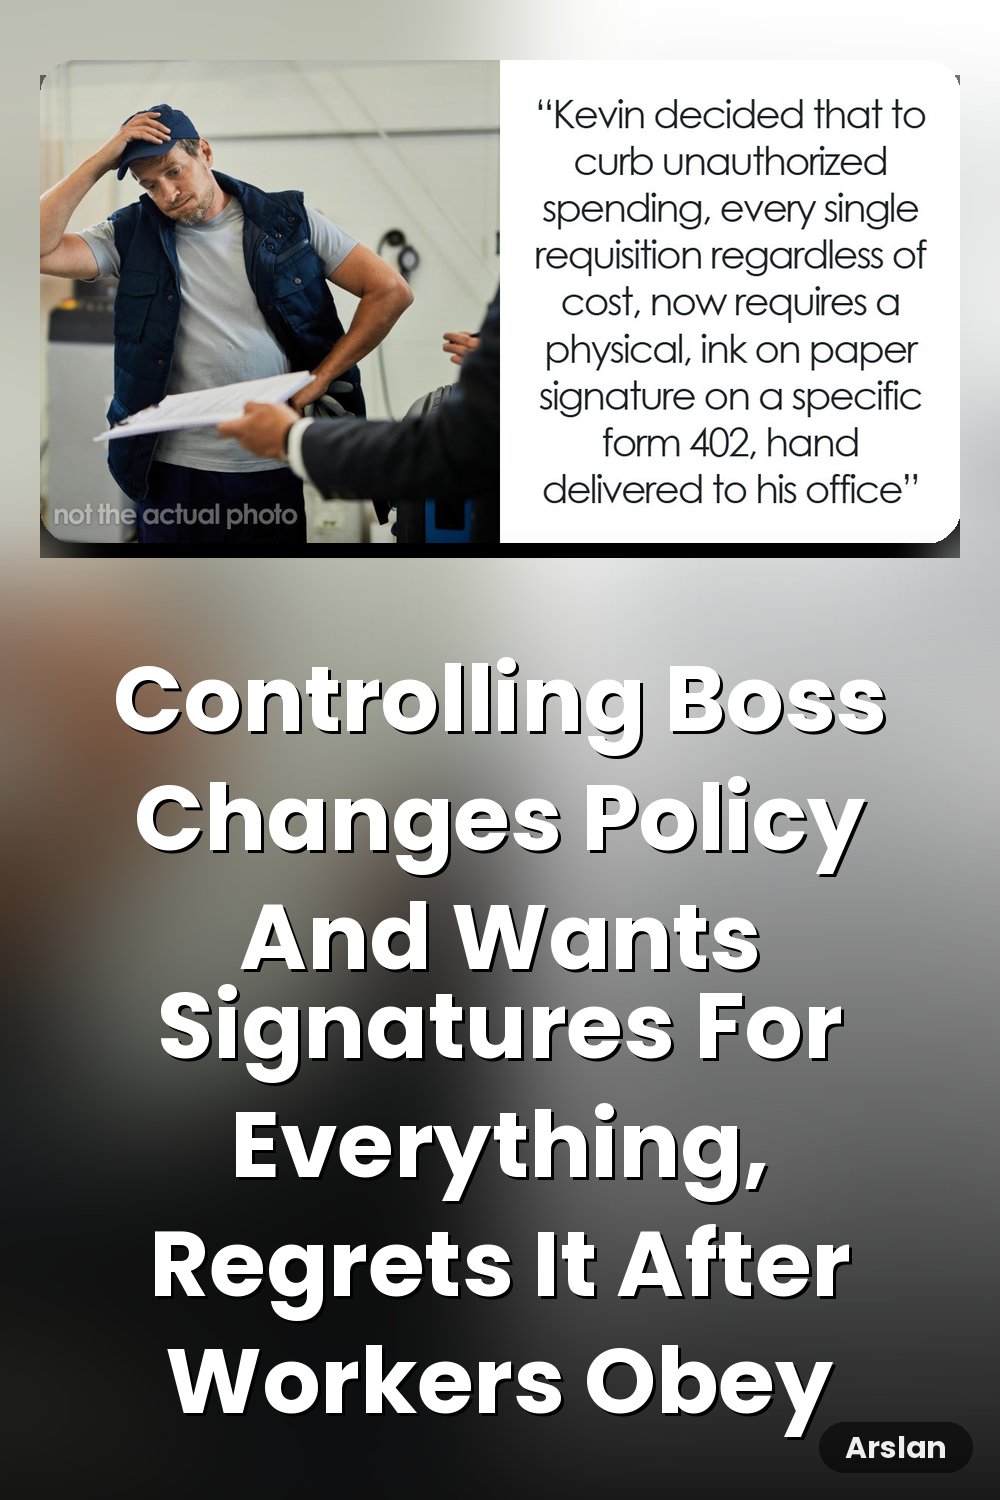 “Kevin decided that to
curb unauthorized
spending, every single
requisition regardless of
cost, now requires a
physical, ink on paper
signature on a specific
form 402, hand
delivered to his office”
not the actual photo
Controlling Boss
Changes Policy
And Wants
Signatures For
Everything,
Regrets It After
Workers Obey
Arslan